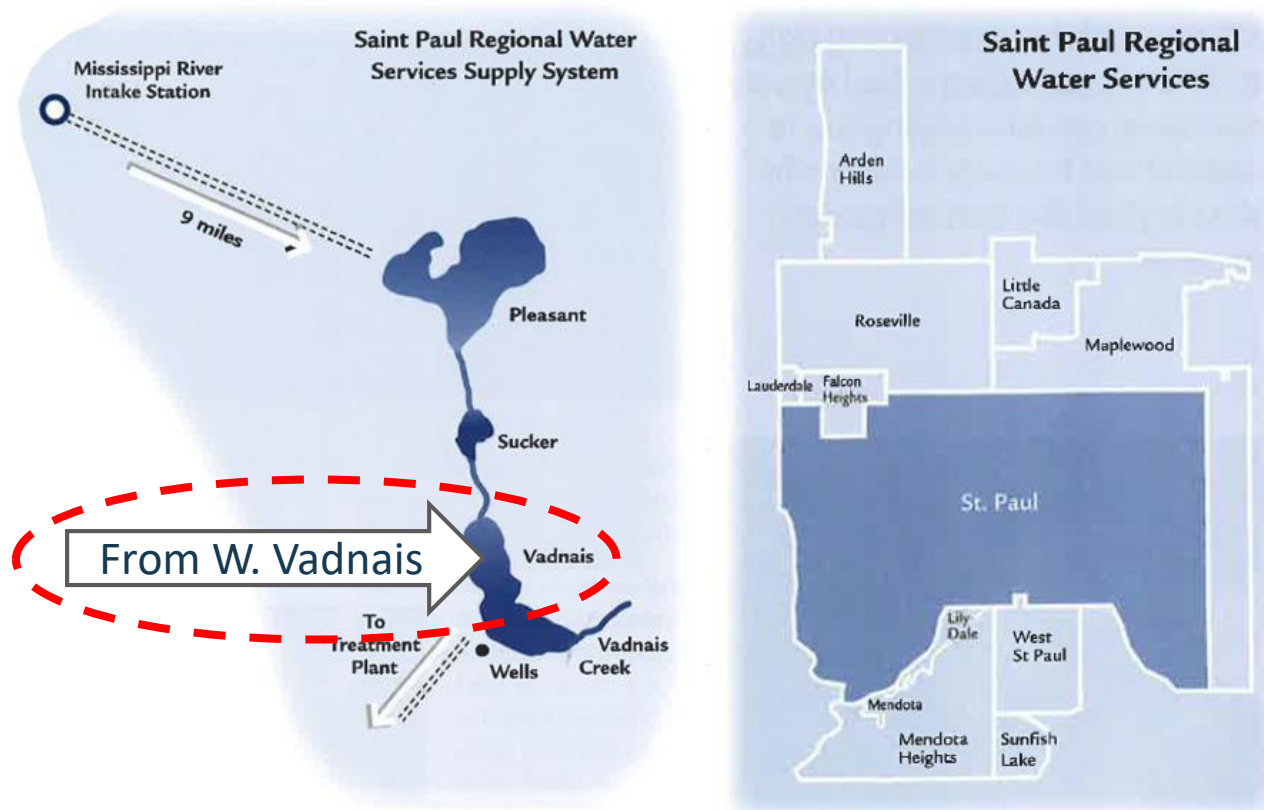 Saint Paul Regional Water
Services Supply System
Mississippi River
Intake Station
9 miles
Pleasant
Sucker
From W. Vadnais
Vadnais
To
Treatment
Plant
Wells
Vadnais
Creek
Saint Paul Regional
Water Services
Arden
Hills
Little
Canada
Roseville
Maplewood
Lauderdale
Falcon
Heights
St. Paul
Lily
Dale
West
St Paul
Mendota
Mendota
Heights
Sunfish
Lake